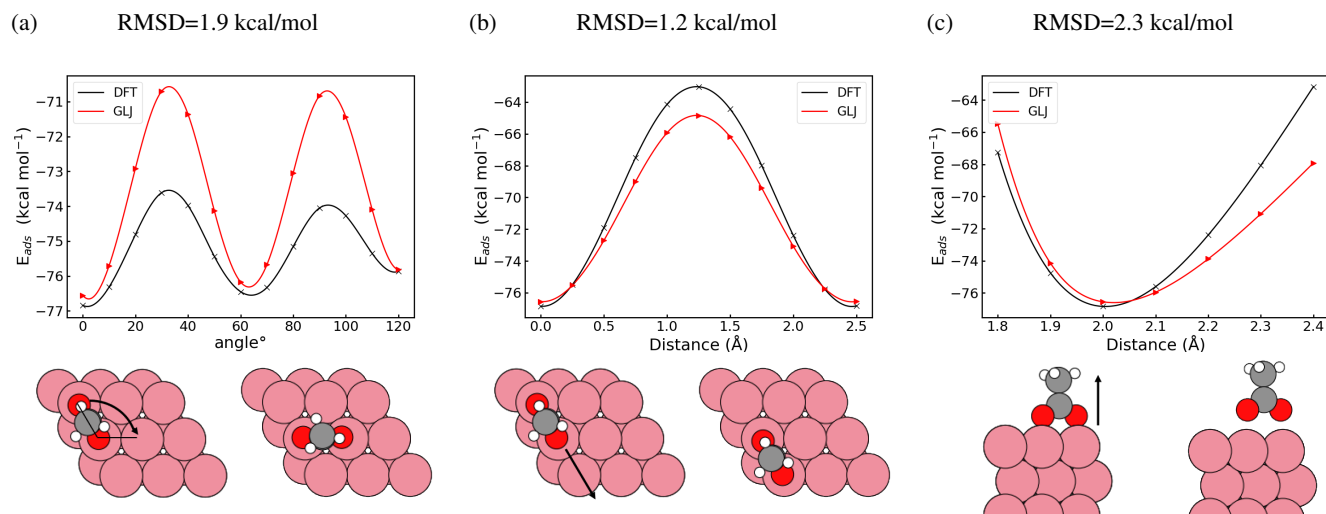 (a) RMSD=1.9 kcal/mol
(b) RMSD=1.2 kcal/mol
(c) RMSD=2.3 kcal/mol
DFT
GLJ
−71
−72
−73
−74
−75
−76
−77
E_ads (kcal mol⁻¹)
0 20 40 60 80 100 120
angle°
DFT
GLJ
−64
−66
−68
−70
−72
−74
−76
E_ads (kcal mol⁻¹)
0.0 0.5 1.0 1.5 2.0 2.5
Distance (Å)
DFT
GLJ
−64
−66
−68
−70
−72
−74
−76
E_ads (kcal mol⁻¹)
1.8 1.9 2.0 2.1 2.2 2.3 2.4
Distance (Å)